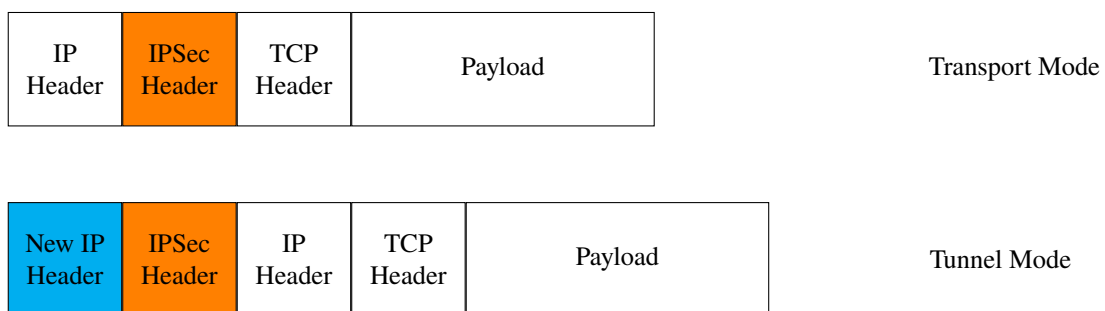 IP
Header
IPSec
Header
TCP
Header
Payload
Transport Mode
New IP
Header
IPSec
Header
IP
Header
TCP
Header
Payload
Tunnel Mode